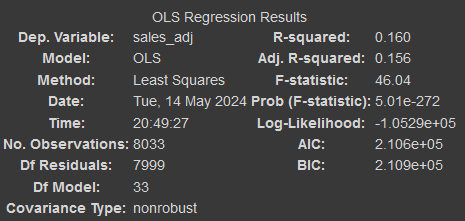 OLS Regression Results
Dep. Variable: sales_adj R-squared: 0.160
Model: OLS Adj. R-squared: 0.156
Method: Least Squares F-statistic: 46.04
Date: Tue, 14 May 2024 Prob (F-statistic): 5.01e-272
Time: 20:49:27 Log-Likelihood: -1.0529e+05
No. Observations: 8033 AIC: 2.106e+05
Df Residuals: 7999 BIC: 2.109e+05
Df Model: 33
Covariance Type: nonrobust